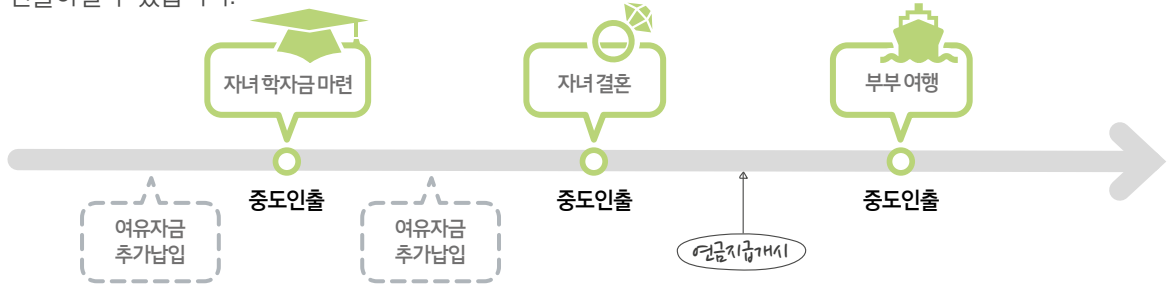 자녀 학자금 마련
자녀 결혼
부부 여행
중도인출
중도인출
중도인출
여유자금
추가납입
여유자금
추가납입
연금지급개시